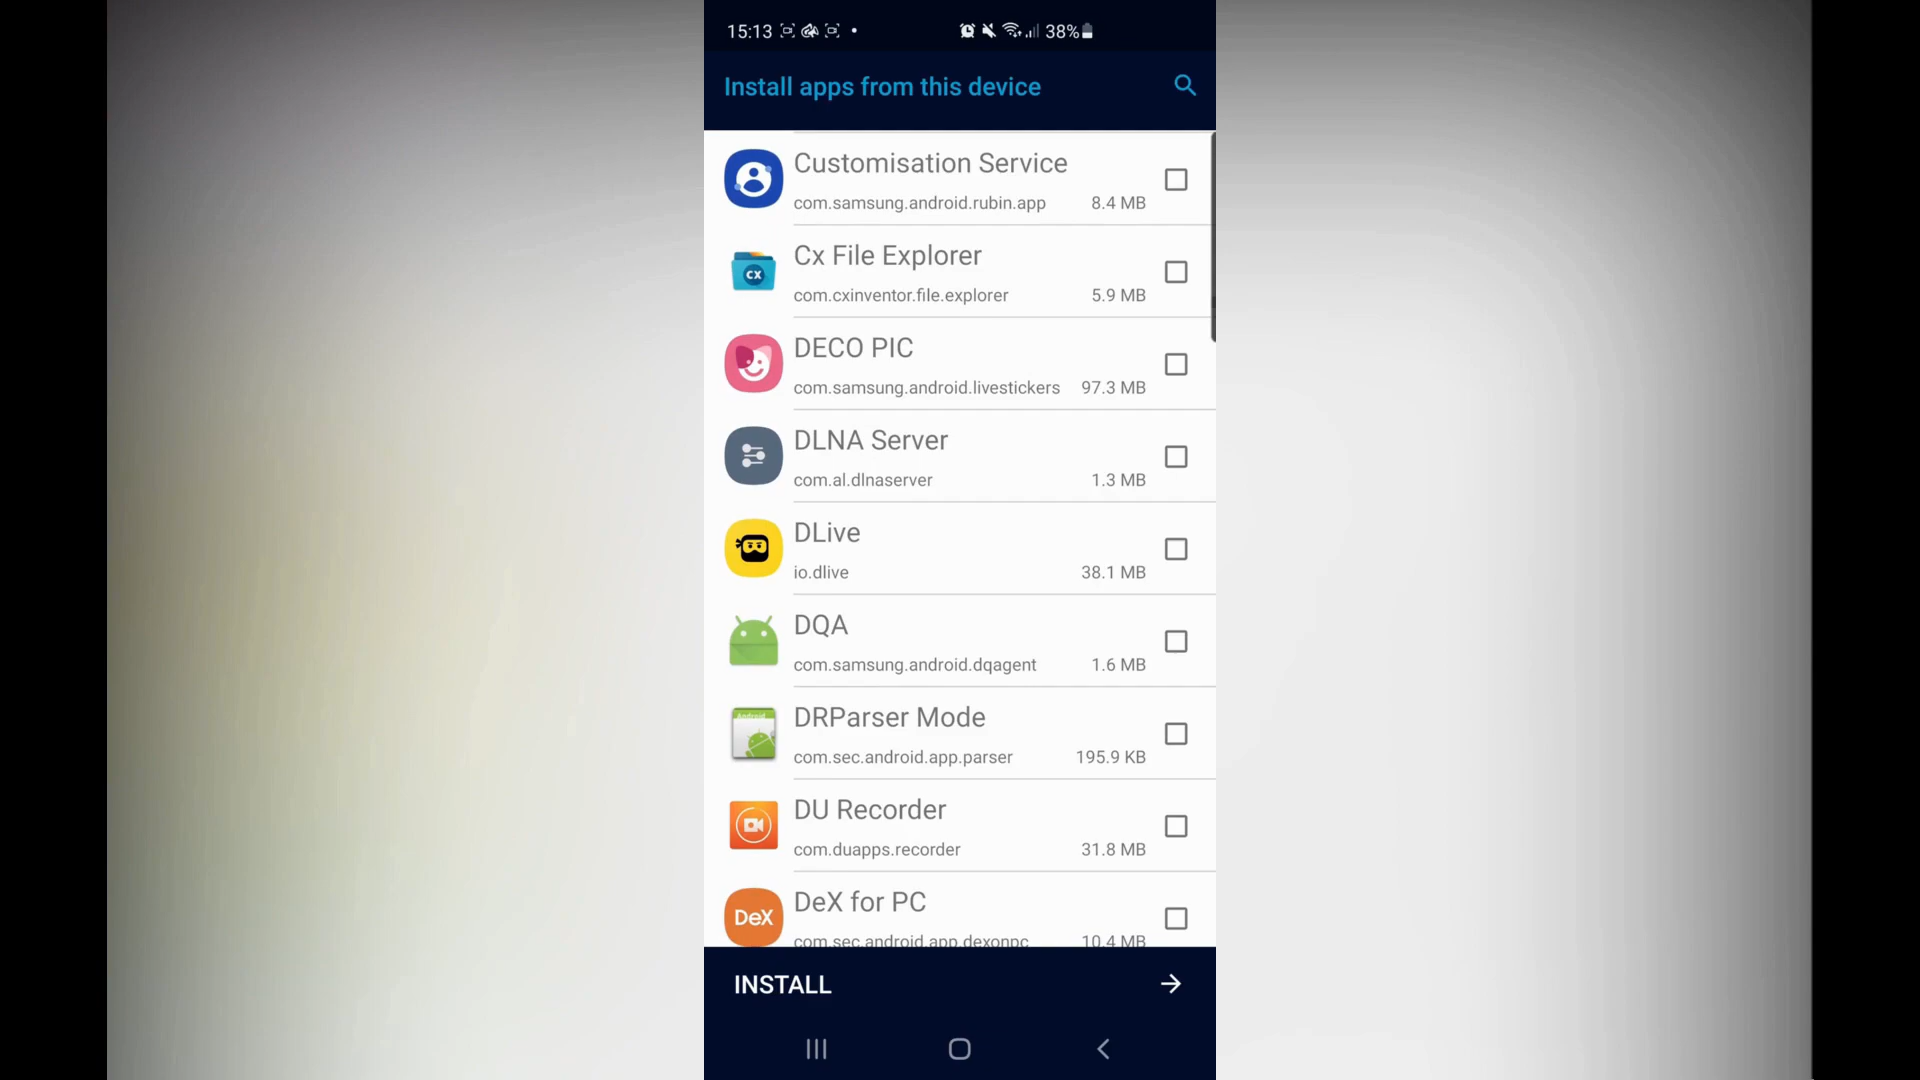 15:13
38%
Install apps from this device
Customisation Service
com.samsung.android.rubin.app 8.4 MB
Cx File Explorer
CX
com.cxinventor.file.explorer 5.9 MB
DECO PIC
com.samsung.android.livestickers 97.3 MB
DLNA Server
com.al.dlnaserver 1.3 MB
DLive
io.dlive 38.1 MB
DQA
com.samsung.android.dqagent 1.6 MB
Android
DRParser Mode
com.sec.android.app.parser 195.9 KB
DU Recorder
com.duapps.recorder 31.8 MB
DeX for PC
DeX
com.sec.android.app.dexonpc 10.4 MB
INSTALL